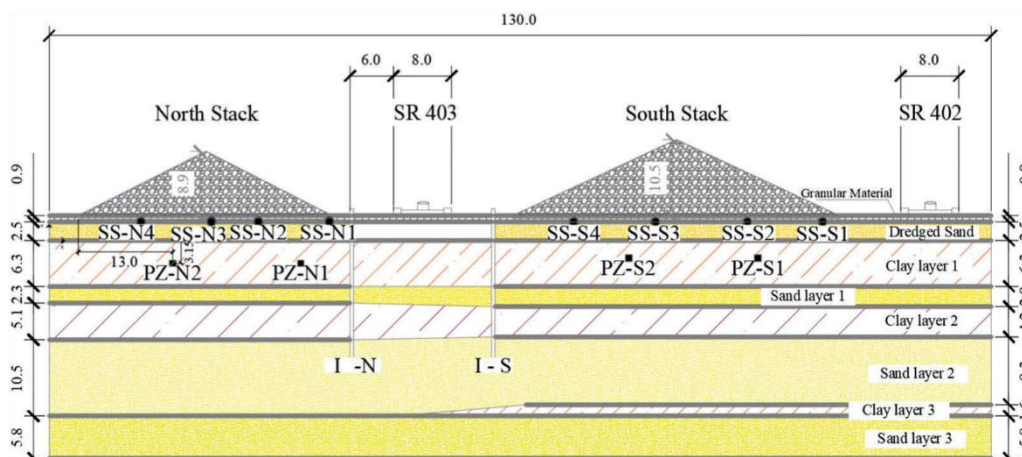 130.0
6.0
8.0
8.0
North Stack
SR 403
South Stack
SR 402
0.9
8.9
10.5
Granular Material
2.5
SS-N4
SS-N3
SS-N2
SS-N1
SS-S4
SS-S3
SS-S2
SS-S1
Dredged Sand
13.0
3.15
6.3
PZ-N2
PZ-N1
PZ-S2
PZ-S1
Clay layer 1
2.3
Sand layer 1
5.1
Clay layer 2
I -N
I - S
10.5
Sand layer 2
Clay layer 3
5.8
Sand layer 3